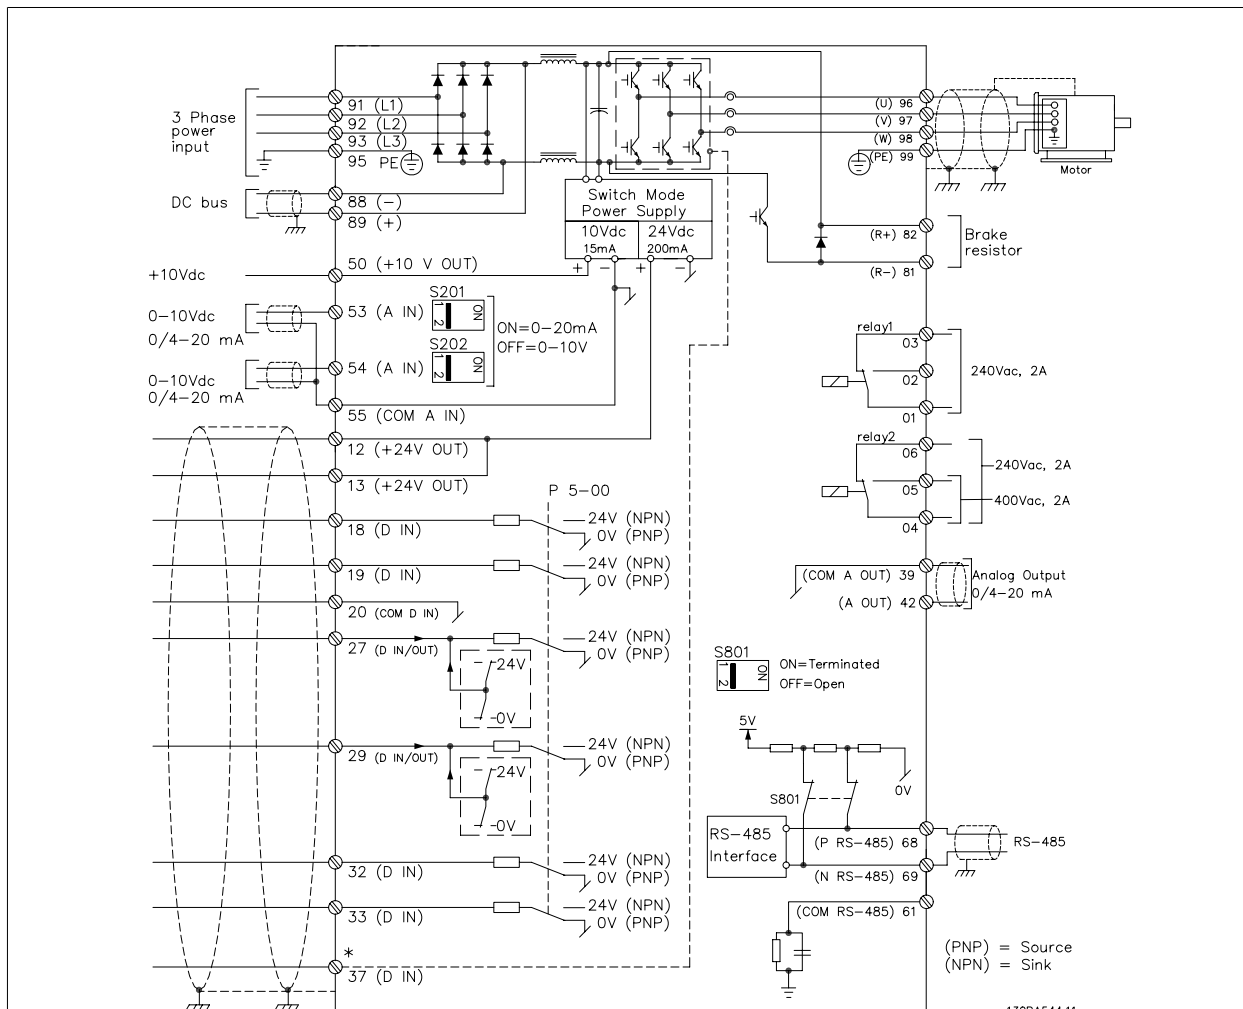 3 Phase
power
input
91 (L1)
92 (L2)
93 (L3)
95 PE
DC bus
88 (-)
89 (+)
+10Vdc
50 (+10 V OUT)
0-10Vdc
0/4-20 mA
53 (A IN)
S201
1 2
ON
ON=0-20mA
OFF=0-10V
S202
1 2
ON
0-10Vdc
0/4-20 mA
54 (A IN)
55 (COM A IN)
12 (+24V OUT)
13 (+24V OUT)
P 5-00
18 (D IN)
24V (NPN)
0V (PNP)
19 (D IN)
24V (NPN)
0V (PNP)
20 (COM D IN)
27 (D IN/OUT)
24V (NPN)
0V (PNP)
24V
0V
29 (D IN/OUT)
24V (NPN)
0V (PNP)
24V
0V
32 (D IN)
24V (NPN)
0V (PNP)
33 (D IN)
24V (NPN)
0V (PNP)
*
37 (D IN)
Switch Mode
Power Supply
10Vdc
15mA
24Vdc
200mA
+ - + -
(U) 96
(V) 97
(W) 98
(PE) 99
Motor
(R+) 82
(R-) 81
Brake
resistor
relay1
03
02
01
240Vac, 2A
relay2
06
05
04
240Vac, 2A
400Vac, 2A
(COM A OUT) 39
(A OUT) 42
Analog Output
0/4-20 mA
S801
1 2
ON
ON=Terminated
OFF=Open
5V
S801
0V
RS-485
Interface
(P RS-485) 68
(N RS-485) 69
RS-485
(COM RS-485) 61
(PNP) = Source
(NPN) = Sink